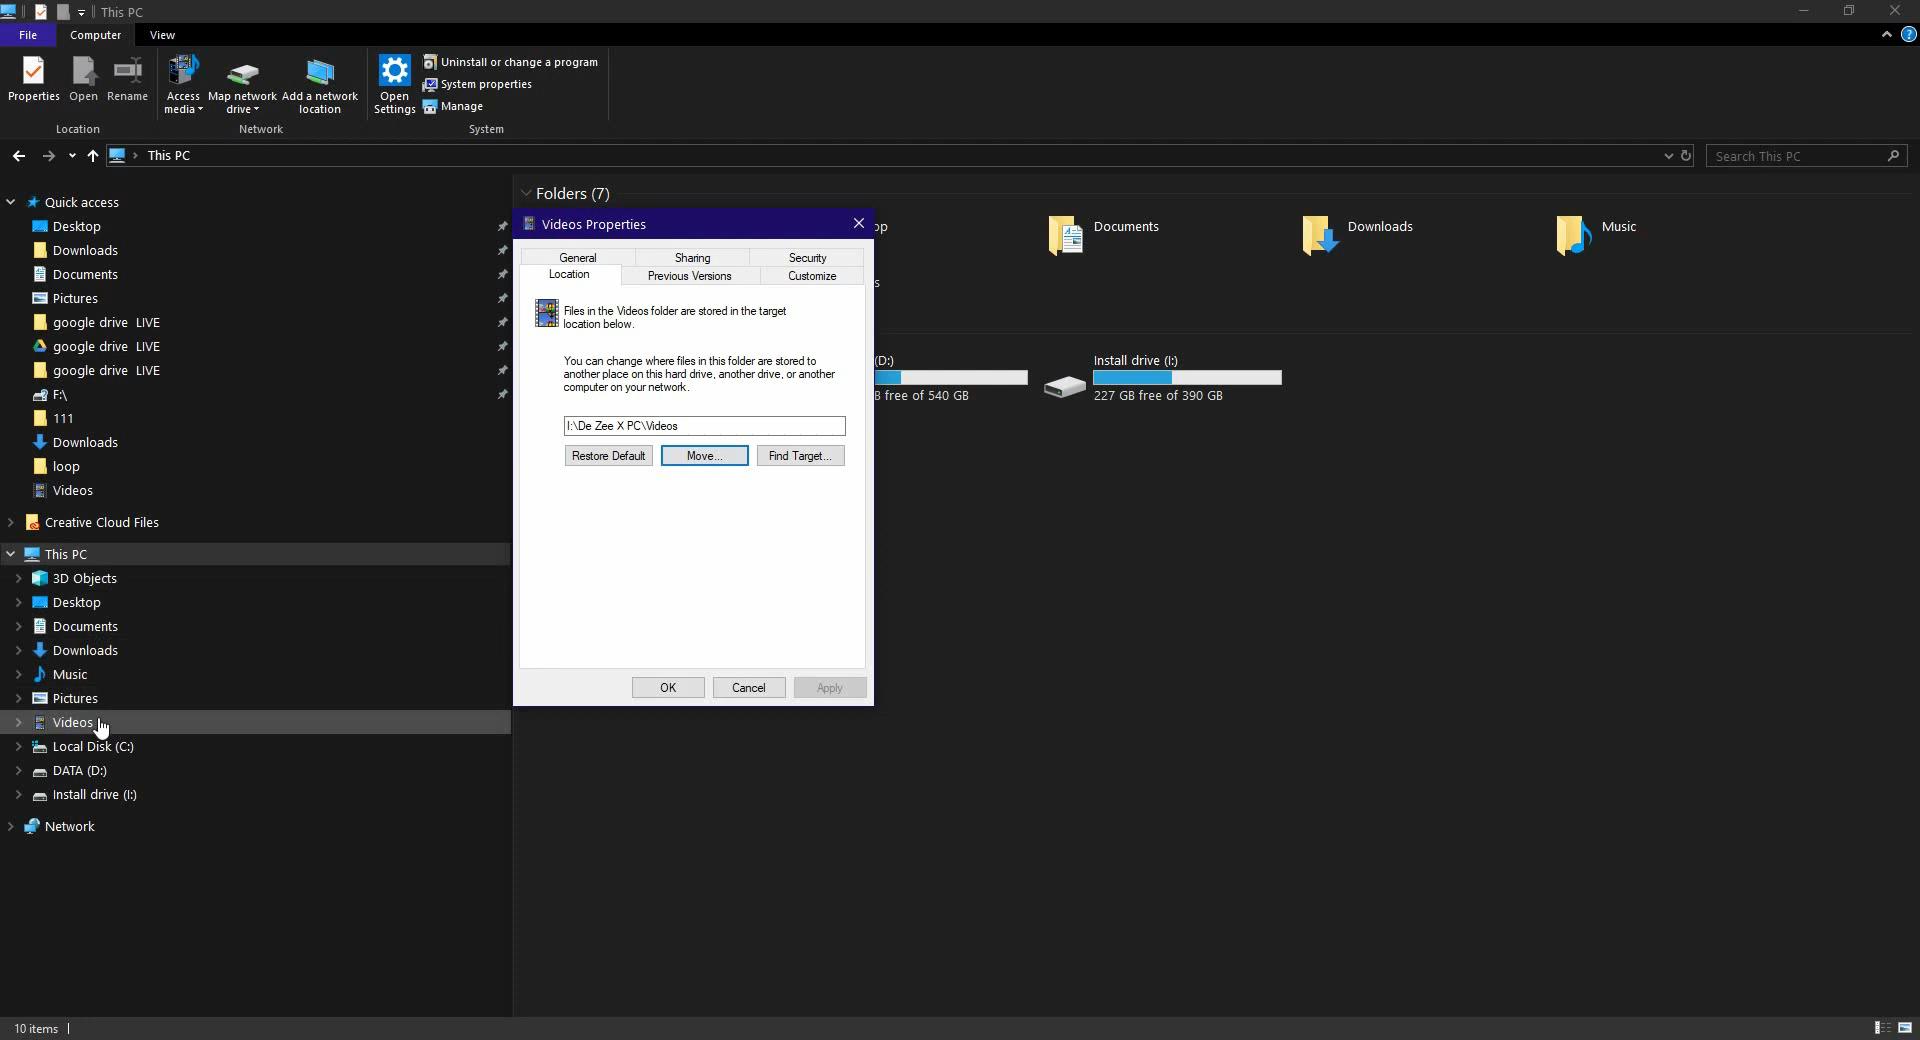 This PC
File Computer View
Properties Open Rename
Access media Map network drive Add a network location
Open Settings
Uninstall or change a program
System properties
Manage
Location Network System
This PC
Search This PC
Quick access
Desktop
Downloads
Documents
Pictures
google drive LIVE
google drive LIVE
google drive LIVE
F:\
111
Downloads
loop
Videos
Creative Cloud Files
This PC
3D Objects
Desktop
Documents
Downloads
Music
Pictures
Videos
Local Disk (C:)
DATA (D:)
Install drive (I:)
Network
Folders (7)
op
Documents
Downloads
Music
s
(D:)
B free of 540 GB
Install drive (I:)
227 GB free of 390 GB
Videos Properties
General Sharing Security
Location Previous Versions Customize
Files in the Videos folder are stored in the target
location below.
You can change where files in this folder are stored to
another place on this hard drive, another drive, or another
computer on your network.
I:\De Zee X PC\Videos
Restore Default Move... Find Target...
OK Cancel Apply
10 items